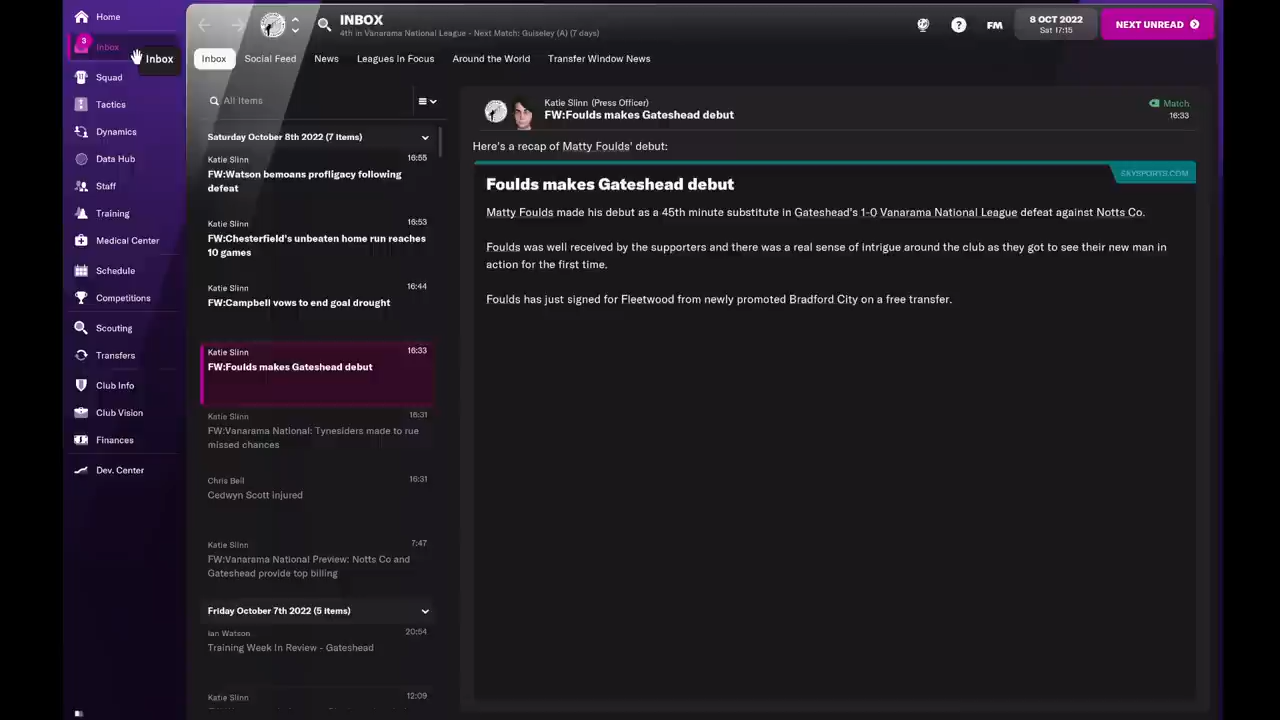 Home
INBOX
4th in Vanarama National League - Next Match: Guiseley (A) (7 days)
FM
8 OCT 2022
Sat 17:15
NEXT UNREAD
3
Inbox
Inbox
Squad
Tactics
Dynamics
Data Hub
Staff
Training
Medical Center
Schedule
Competitions
Scouting
Transfers
Club Info
Club Vision
Finances
Dev. Center
Inbox
Social Feed
News
Leagues in Focus
Around the World
Transfer Window News
All Items
Saturday October 8th 2022 (7 Items)
Katie Slinn
16:55
FW:Watson bemoans profligacy following
defeat
Katie Slinn
16:53
FW:Chesterfield's unbeaten home run reaches
10 games
Katie Slinn
16:44
FW:Campbell vows to end goal drought
Katie Slinn
16:33
FW:Foulds makes Gateshead debut
Katie Slinn
16:31
FW:Vanarama National: Tynesiders made to rue
missed chances
Chris Bell
16:31
Cedwyn Scott injured
Katie Slinn
7:47
FW:Vanarama National Preview: Notts Co and
Gateshead provide top billing
Friday October 7th 2022 (5 Items)
Ian Watson
20:54
Training Week In Review - Gateshead
Katie Slinn
12:09
Katie Slinn (Press Officer)
FW:Foulds makes Gateshead debut
Match
16:33
Here's a recap of Matty Foulds' debut:
SKYSPORTS.COM
Foulds makes Gateshead debut
Matty Foulds made his debut as a 45th minute substitute in Gateshead's 1-0 Vanarama National League defeat against Notts Co.
Foulds was well received by the supporters and there was a real sense of intrigue around the club as they got to see their new man in
action for the first time.
Foulds has just signed for Fleetwood from newly promoted Bradford City on a free transfer.